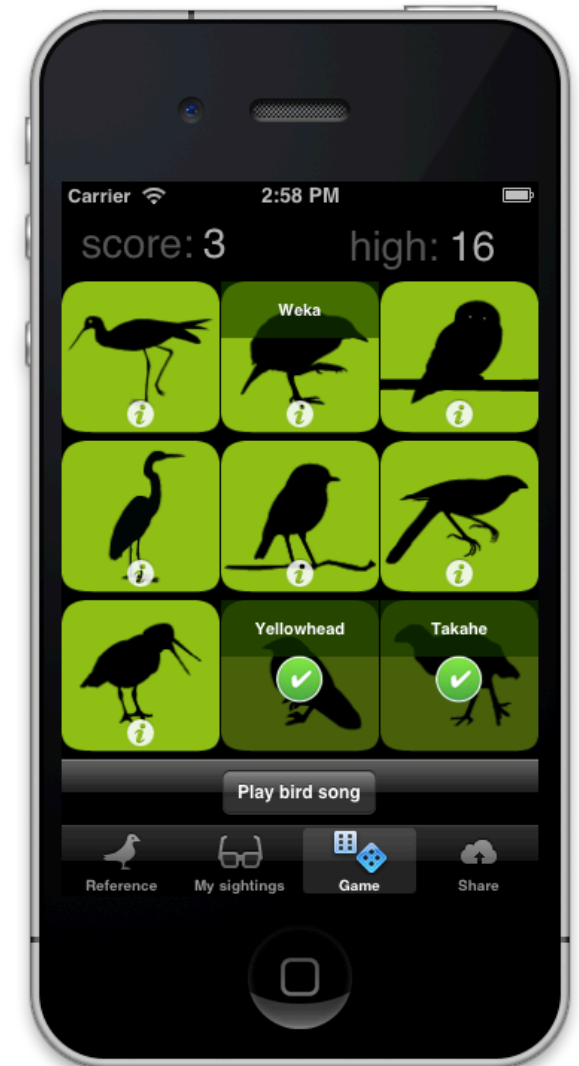 Carrier 2:58 PM
score: 3 high: 16
Weka
i i i
i i i
Yellowhead Takahe
i
Play bird song
Reference My sightings Game Share